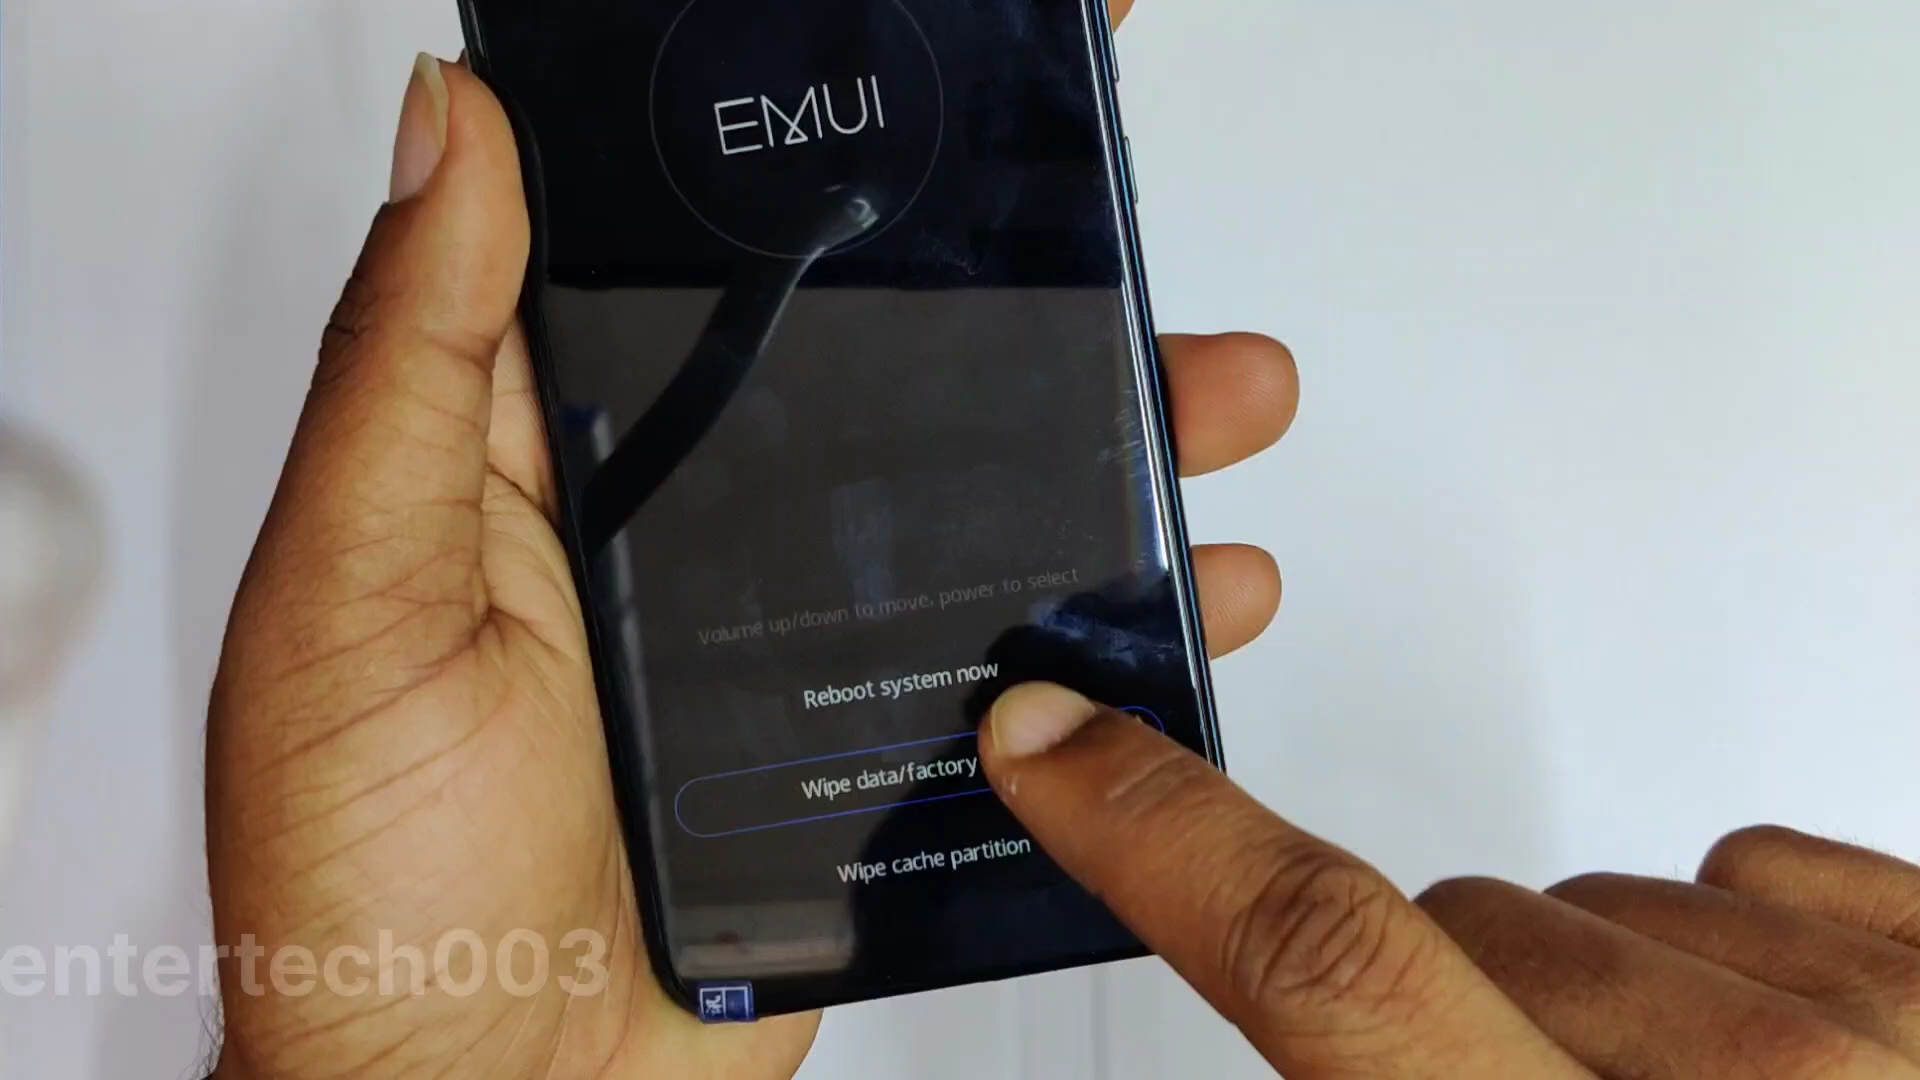 EMUI
Volume up/down to move, power to select
Reboot system now
Wipe data/factory
Wipe cache partition
entertech003